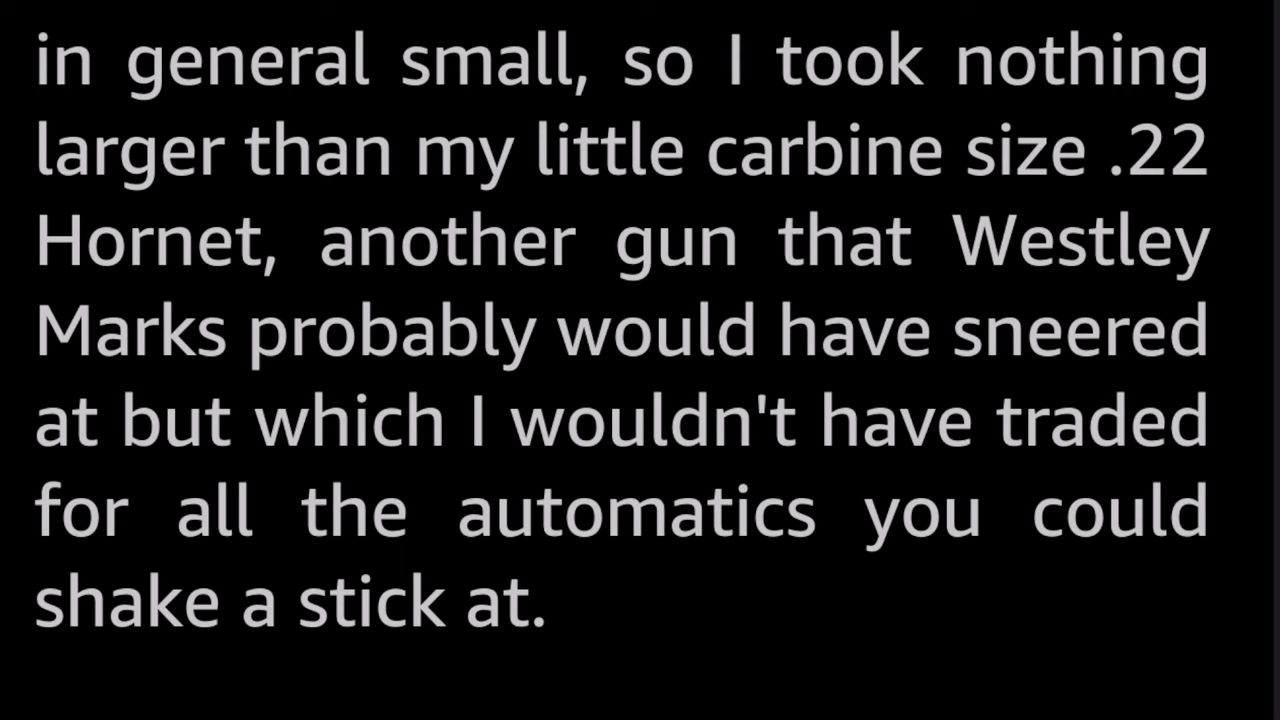 in general small, so I took nothing
larger than my little carbine size .22
Hornet, another gun that Westley
Marks probably would have sneered
at but which I wouldn't have traded
for all the automatics you could
shake a stick at.